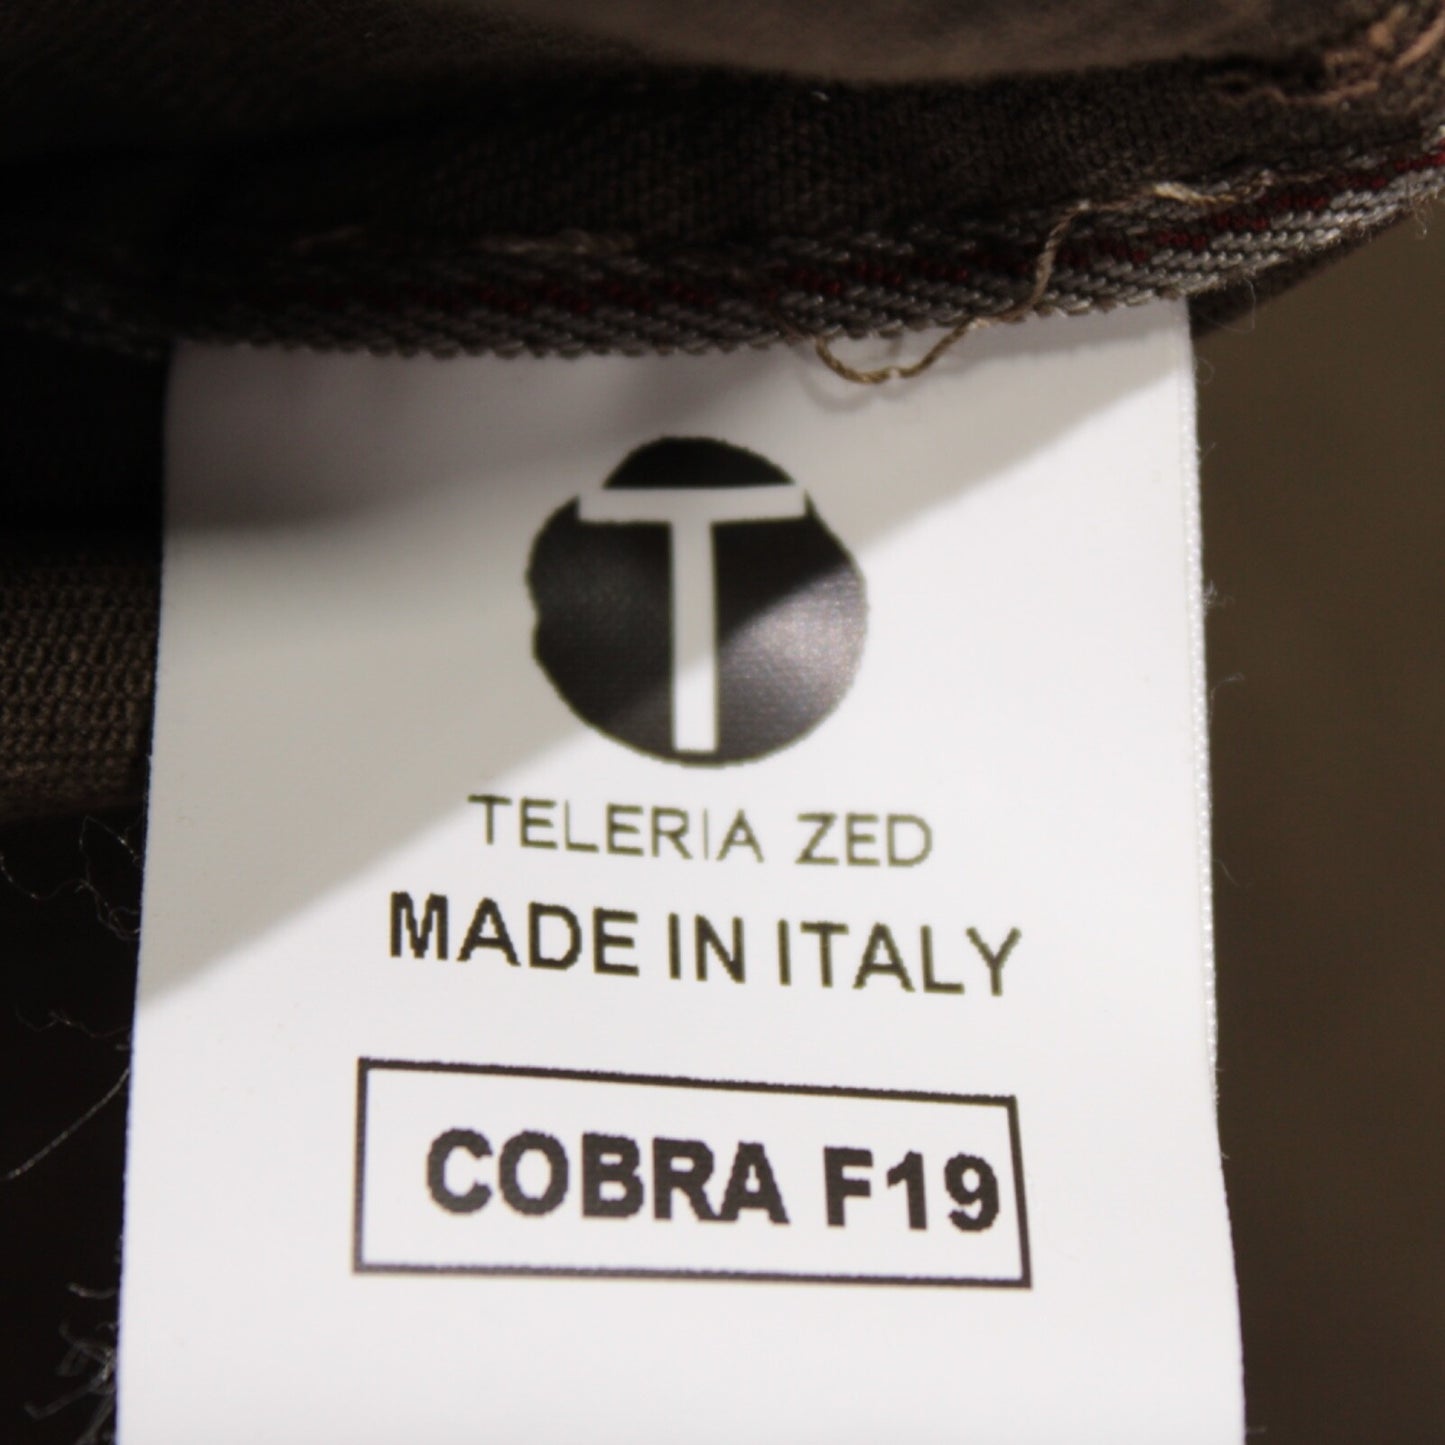 T
TELERIA ZED
MADE IN ITALY
COBRA F19